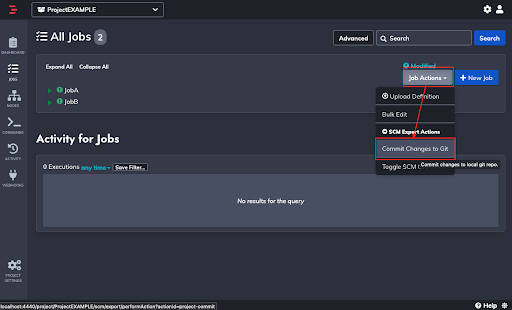 ProjectEXAMPLE
All Jobs 2
Advanced
Search
Search
Expand All Collapse All
Modified
Job Actions
+ New Job
JobA
JobB
Upload Definition
Bulk Edit
SCM Export Actions
Commit Changes to Git
Commit changes to local git repo.
Toggle SCM
Activity for Jobs
0 Executions any time Save Filter...
No results for the query
DASHBOARD
JOBS
NODES
COMMANDS
ACTIVITY
WEBHOOKS
PROJECT
SETTINGS
localhost:4440/project/ProjectEXAMPLE/scm/export/performAction?actionId=project-commit
Help